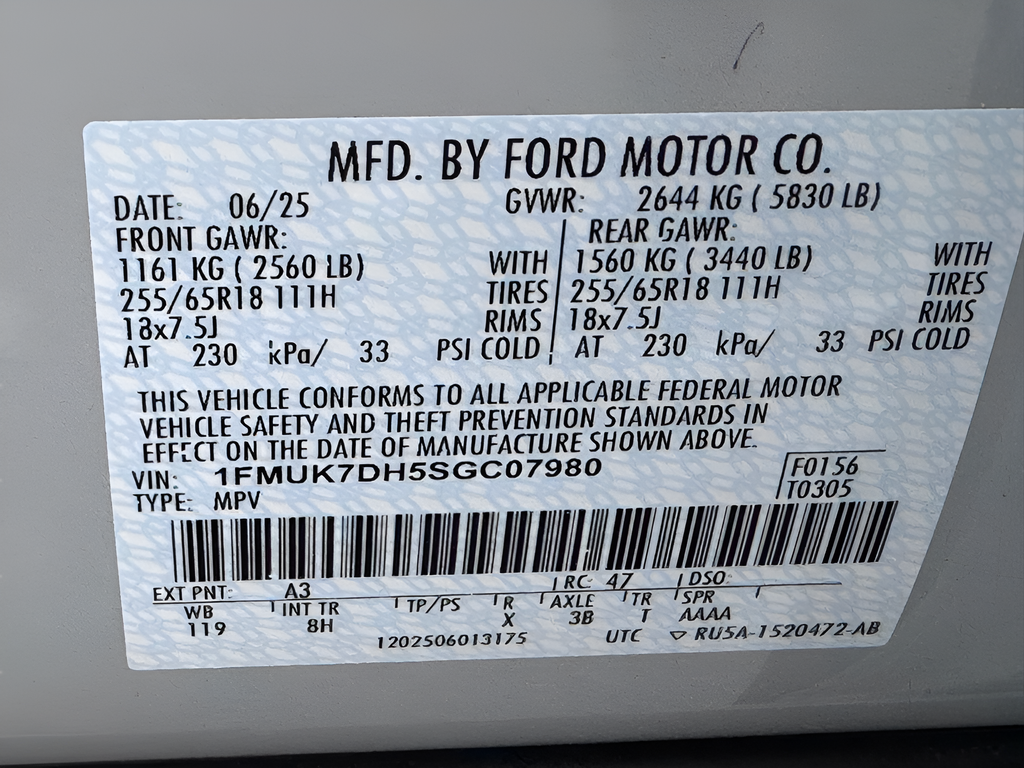 MFD. BY FORD MOTOR CO.
DATE: 06/25 GVWR: 2644 KG ( 5830 LB)
FRONT GAWR: REAR GAWR:
1161 KG ( 2560 LB) WITH 1560 KG ( 3440 LB) WITH
255/65R18 111H TIRES 255/65R18 111H TIRES
18x7.5J RIMS 18x7.5J RIMS
AT 230 kPa/ 33 PSI COLD AT 230 kPa/ 33 PSI COLD
THIS VEHICLE CONFORMS TO ALL APPLICABLE FEDERAL MOTOR
VEHICLE SAFETY AND THEFT PREVENTION STANDARDS IN
EFFECT ON THE DATE OF MANUFACTURE SHOWN ABOVE.
VIN: 1FMUK7DH5SGC07980 F0156
TYPE: MPV T0305
EXT PNT: A3 RC: 47 DSO:
WB INT TR TP/PS R AXLE TR SPR
119 8H X 3B T AAAA
1202506013175 UTC ▽ RU5A-1520472-AB